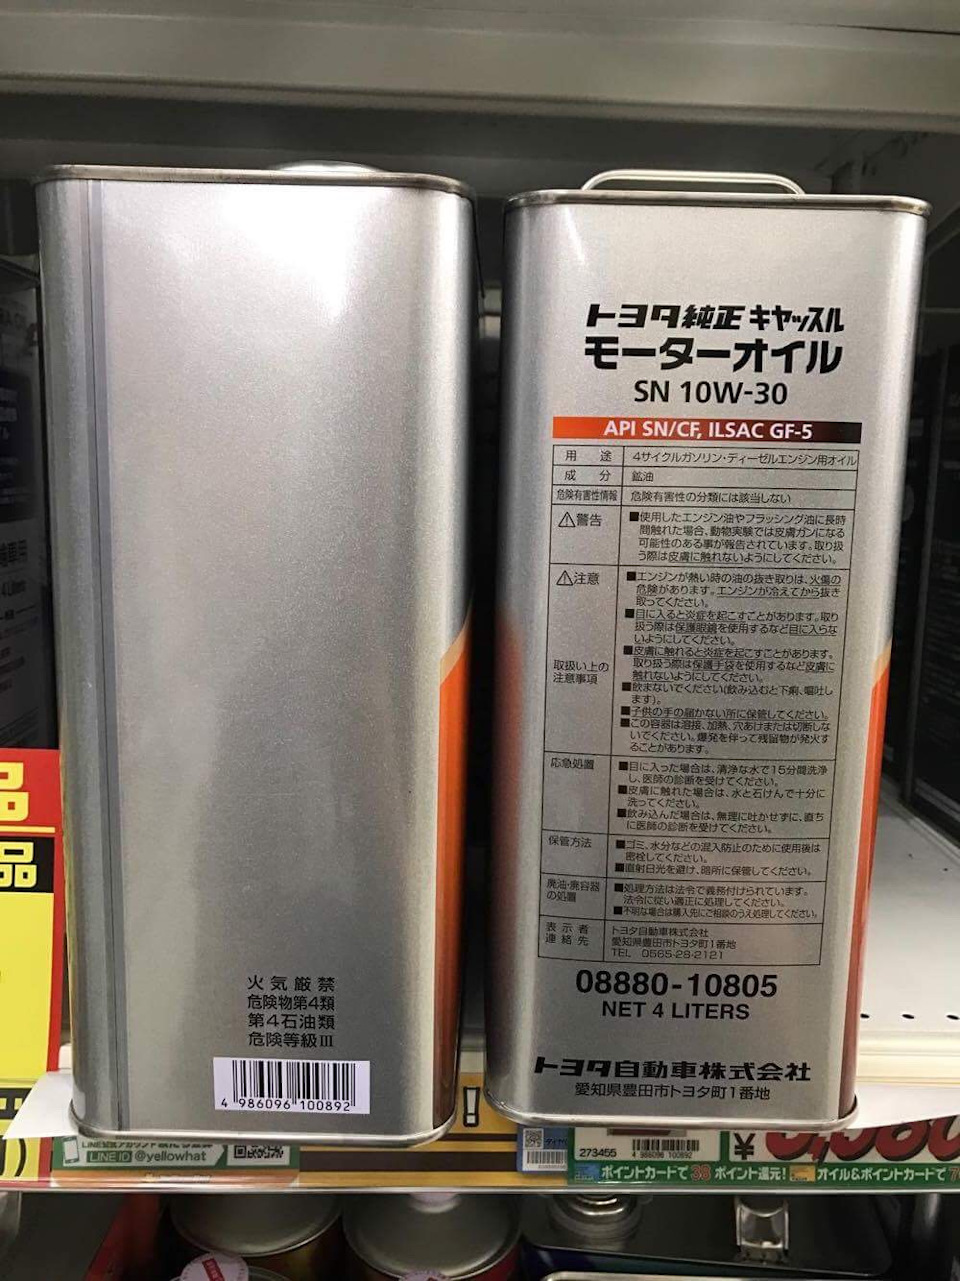 トヨタ純正 キヤッスル
モーターオイル
SN 10W-30
API SN/CF, ILSAC GF-5
用途 4サイクルガソリン・ディーゼルエンジン用オイル
成分 鉱油
危険有害性情報 危険有害性の分類には該当しない
⚠警告
■使用したエンジン油やフラッシング油に長時
間触れた場合、動物実験では皮膚ガンになる
可能性のある事が報告されています。取り扱
う際は皮膚に触れないようにしてください。
取扱い上の
注意事項
⚠注意
■エンジンが熱い時の油の抜き取りは、火傷の
危険があります。エンジンが冷えてから抜き
取ってください。
■目に入ると炎症を起こすことがあります。取り
扱う際は保護眼鏡を使用するなど目に入らな
いようにしてください。
■皮膚に触れると炎症を起こすことがあります。
取り扱う際は保護手袋を使用するなど皮膚に
触れないようにしてください。
■飲まないでください(飲み込むと下痢、嘔吐し
ます)。
■子供の手の届かない所に保管してください。
■この容器は溶接、加熱、穴あけまたは切断しな
いでください。爆発を伴って残留物が発火す
ることがあります。
応急処置
■目に入った場合は、清浄な水で15分間洗浄
し、医師の診断を受けてください。
■皮膚に触れた場合は、水と石けんで十分に
洗ってください。
■飲み込んだ場合は、無理に吐かせずに、直ち
に医師の診断を受けてください。
保管方法
■ゴミ、水分などの混入防止のために使用後は
密栓してください。
■直射日光を避け、暗所に保管してください。
廃油・廃容器
の処置
■処理方法は法令で義務付けられています。
法令に従い適正に処理してください。
■不明な場合は購入先にご相談のうえ処理してください。
表示者
連絡先
トヨタ自動車株式会社
愛知県豊田市トヨタ町1番地
TEL 0565-28-2121
08880-10805
NET 4 LITERS
トヨタ自動車株式会社
愛知県豊田市トヨタ町1番地
火気厳禁
危険物第4類
第4石油類
危険等級Ⅲ
4 986096 100892
品
品
LINE ID @yellowhat
273455
4 986096 100892
¥
ポイントカードで 38 ポイント還元!
オイル&ポイントカードで